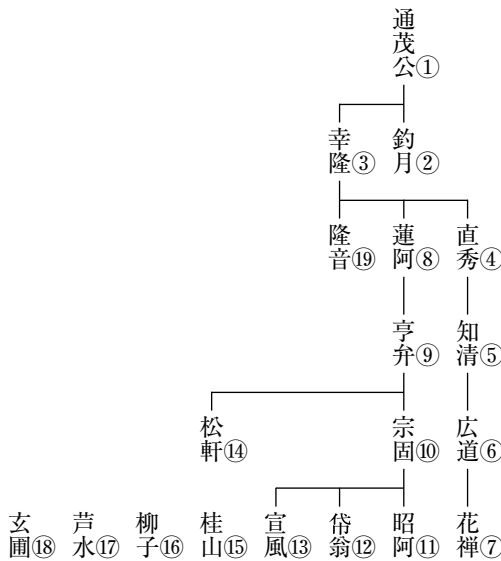 通茂公①
釣月②
幸隆③
直秀④
蓮阿⑧
隆音⑲
知清⑤
亨弁⑨
広道⑥
宗固⑩
松軒⑭
花禅⑦
昭阿⑪
帒翁⑫
宣風⑬
桂山⑮
柳子⑯
芦水⑰
玄圃⑱